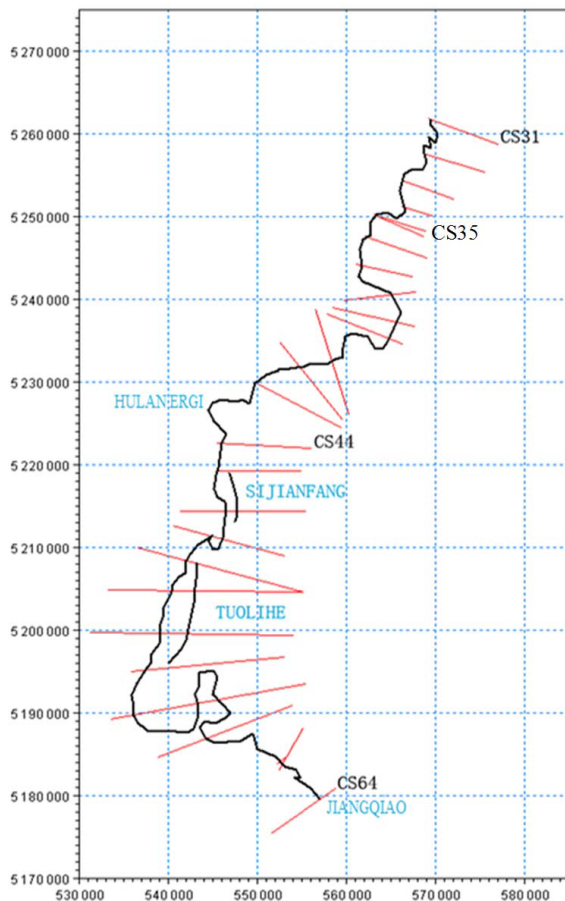 5 270 000
5 260 000
CS31
5 250 000
CS35
5 240 000
5 230 000
HULANERGI
CS44
5 220 000
SIJIANFANG
5 210 000
TUOLIHE
5 200 000
5 190 000
5 180 000
CS64
JIANGQIAO
5 170 000
530 000 540 000 550 000 560 000 570 000 580 000